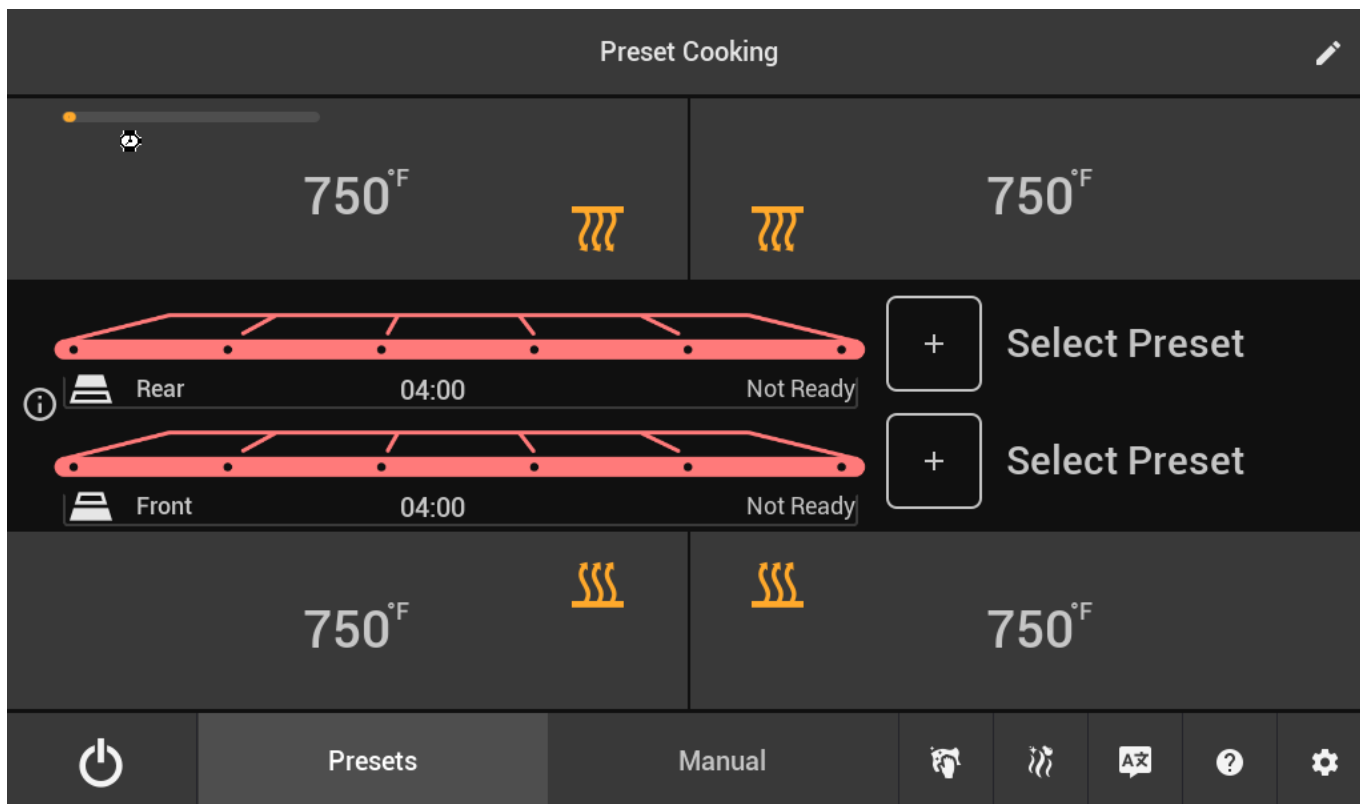 Preset Cooking
750°F
750°F
+ Select Preset
Rear 04:00 Not Ready
+ Select Preset
Front 04:00 Not Ready
750°F
750°F
Presets
Manual